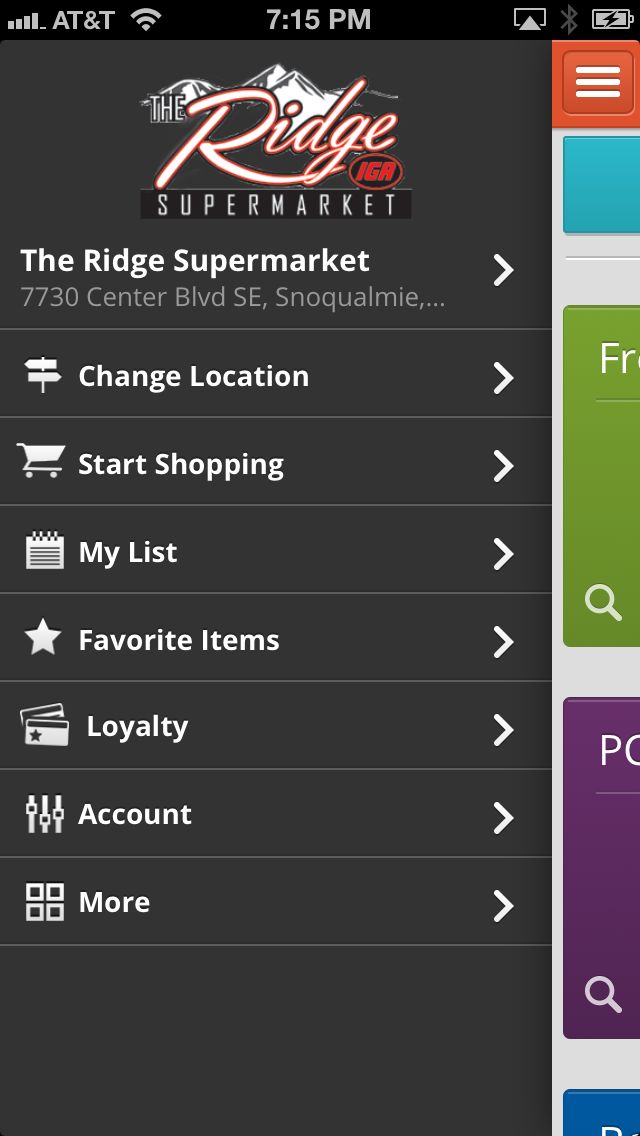 AT&T 7:15 PM
THE Ridge IGA
SUPERMARKET
The Ridge Supermarket
7730 Center Blvd SE, Snoqualmie,...
Change Location
Start Shopping
My List
Favorite Items
Loyalty
Account
More
Fr
PO